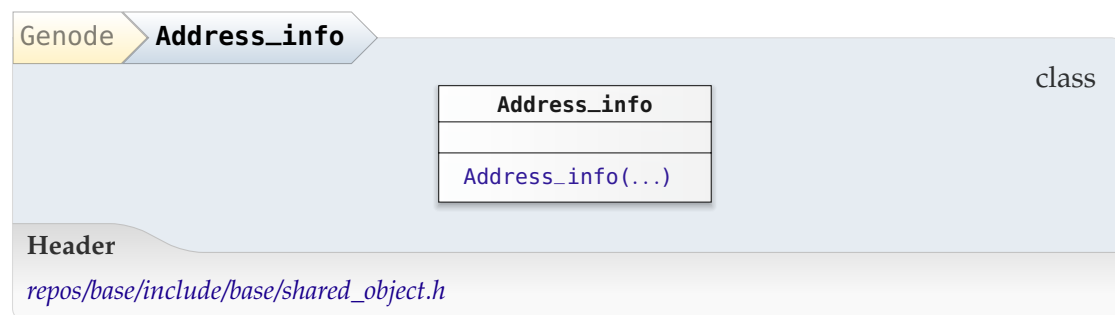 Genode Address_info
class
Address_info
Address_info(...)
Header
repos/base/include/base/shared_object.h